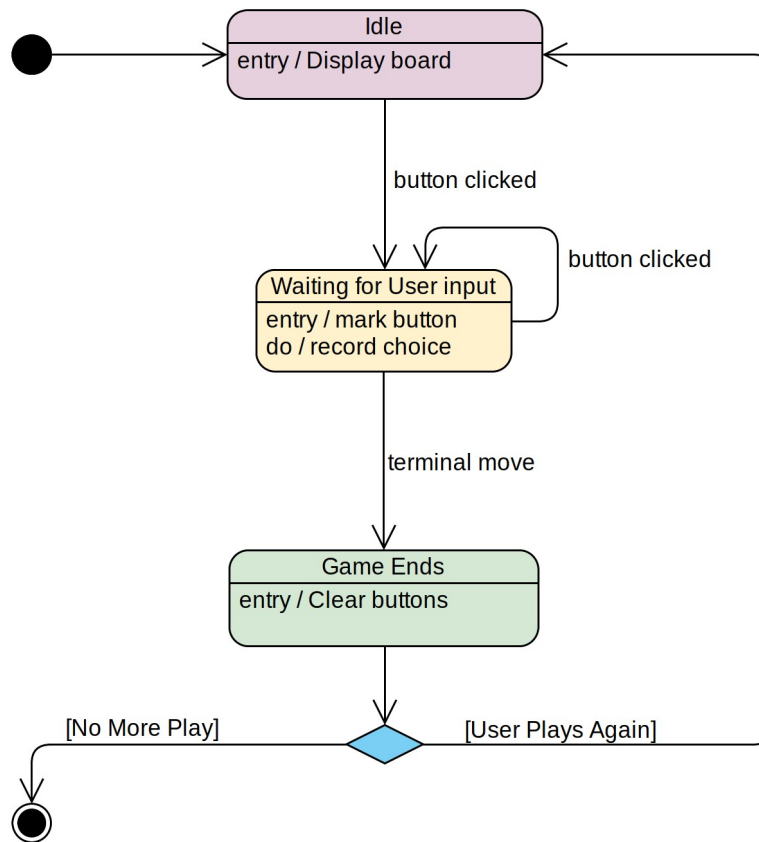 Idle
entry / Display board
button clicked
button clicked
Waiting for User input
entry / mark button
do / record choice
terminal move
Game Ends
entry / Clear buttons
[No More Play]
[User Plays Again]